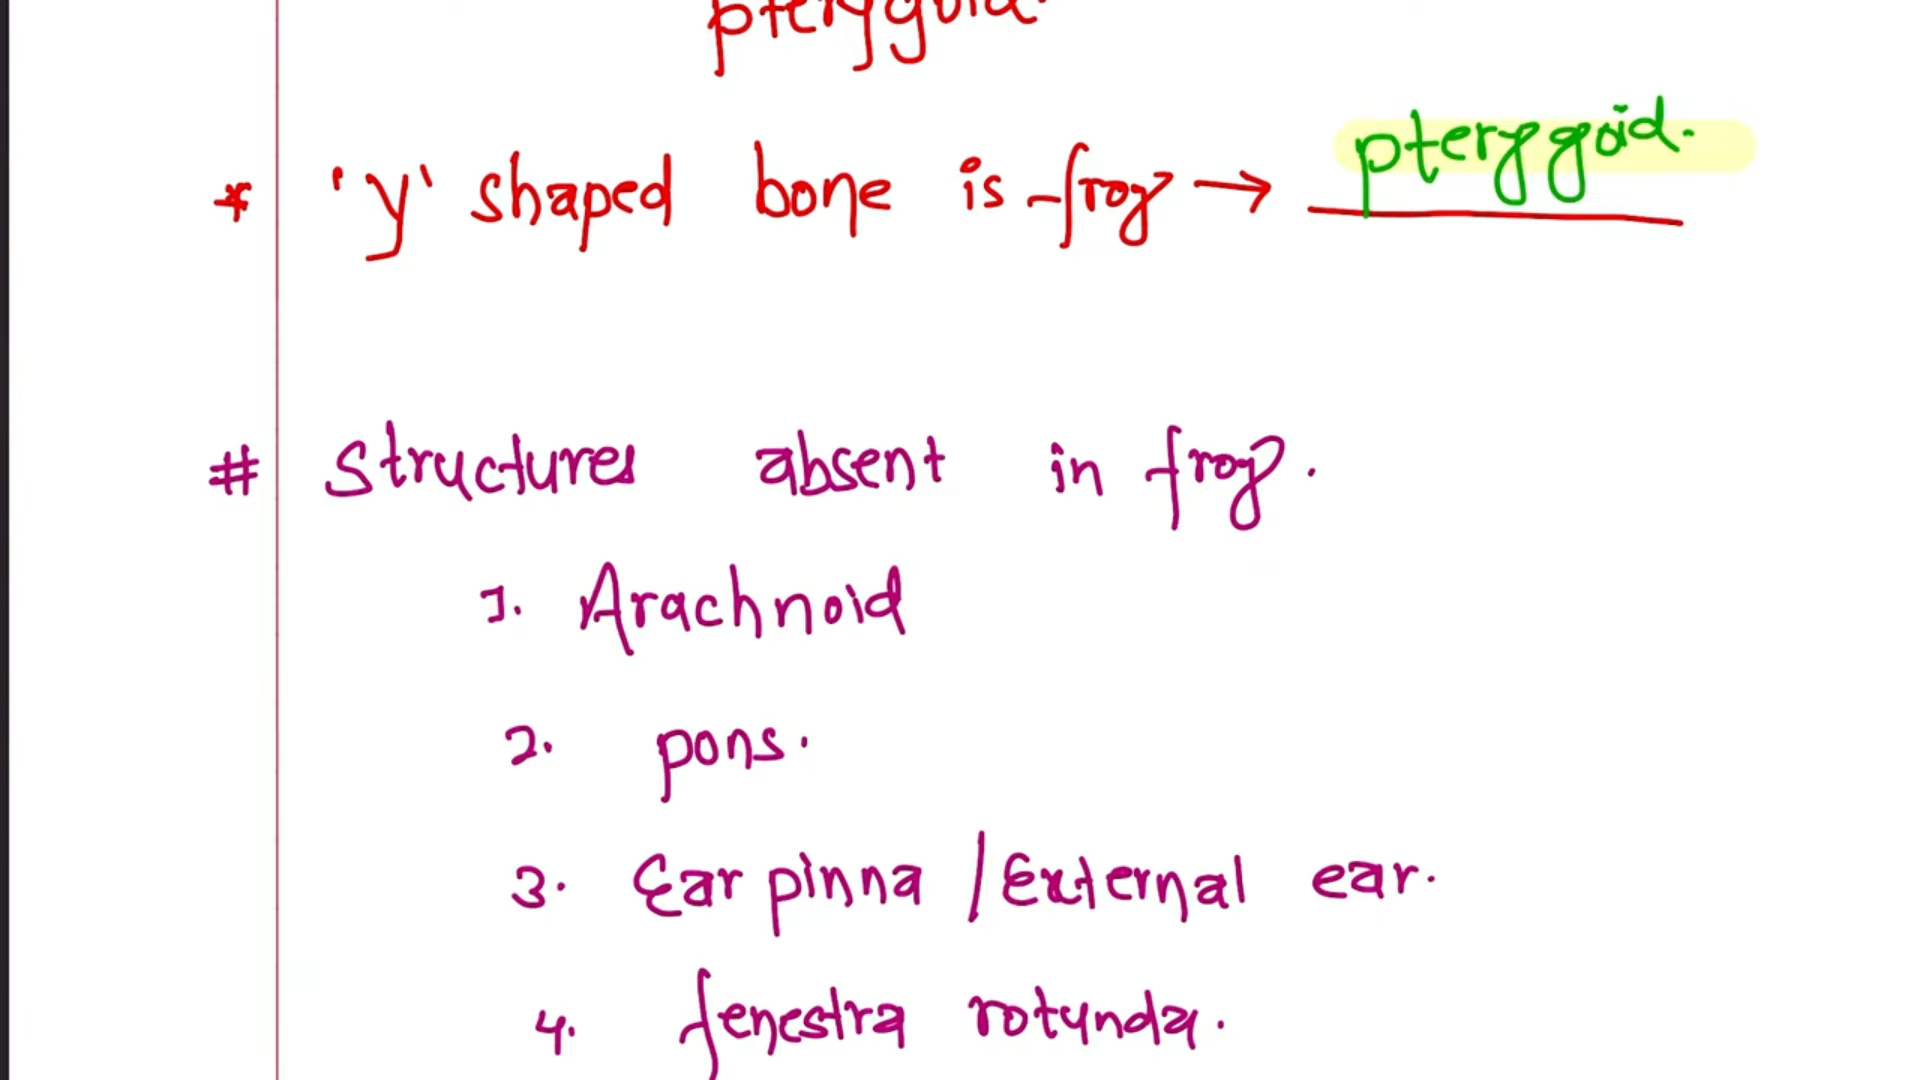 pterygoid.
* 'y' shaped bone is frog → pterygoid.
# Structures absent in frog.
1. Arachnoid
2. pons.
3. Ear pinna / External ear.
4. fenestra rotunda.